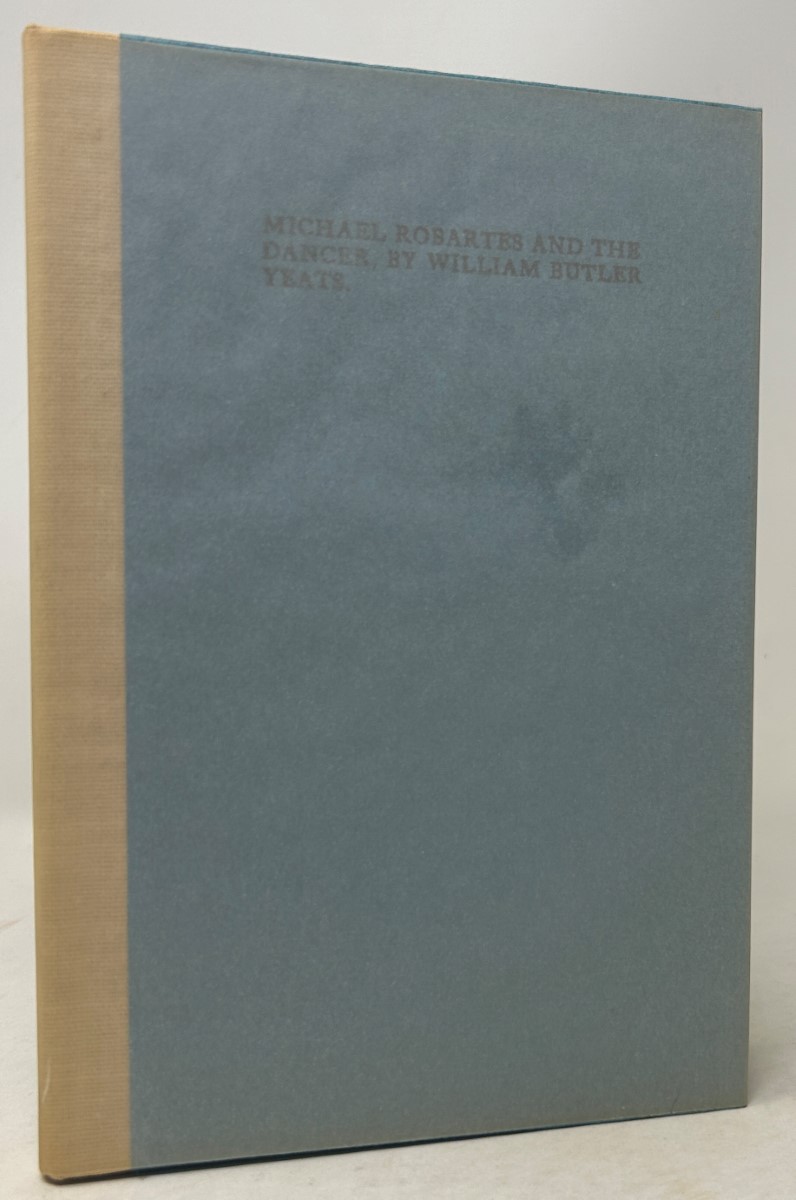 MICHAEL ROBARTES AND THE
DANCER, BY WILLIAM BUTLER
YEATS.